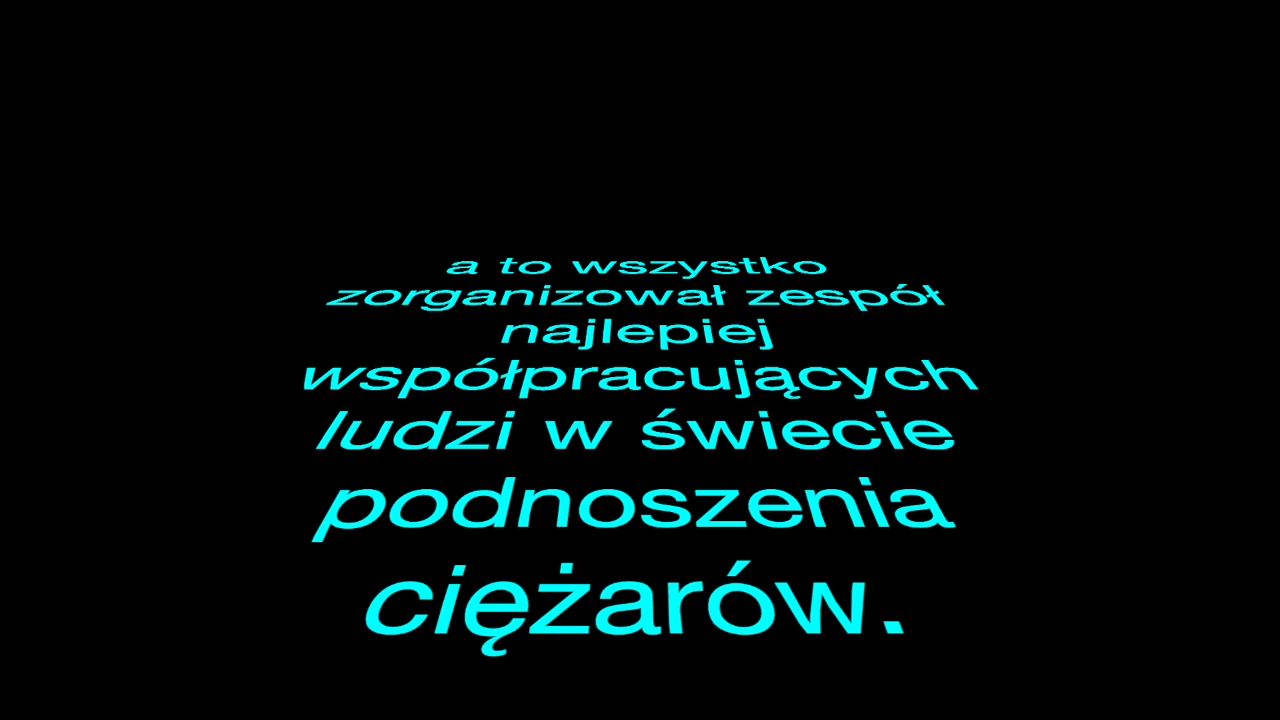 a to wszystko
zorganizował zespół
najlepiej
współpracujących
ludzi w świecie
podnoszenia
ciężarów.